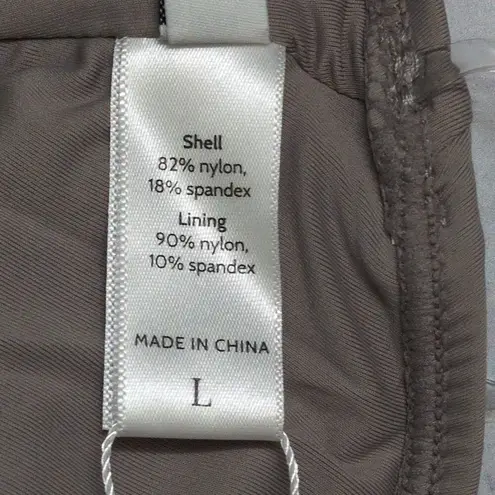 Shell
82% nylon,
18% spandex
Lining
90% nylon,
10% spandex
MADE IN CHINA
L